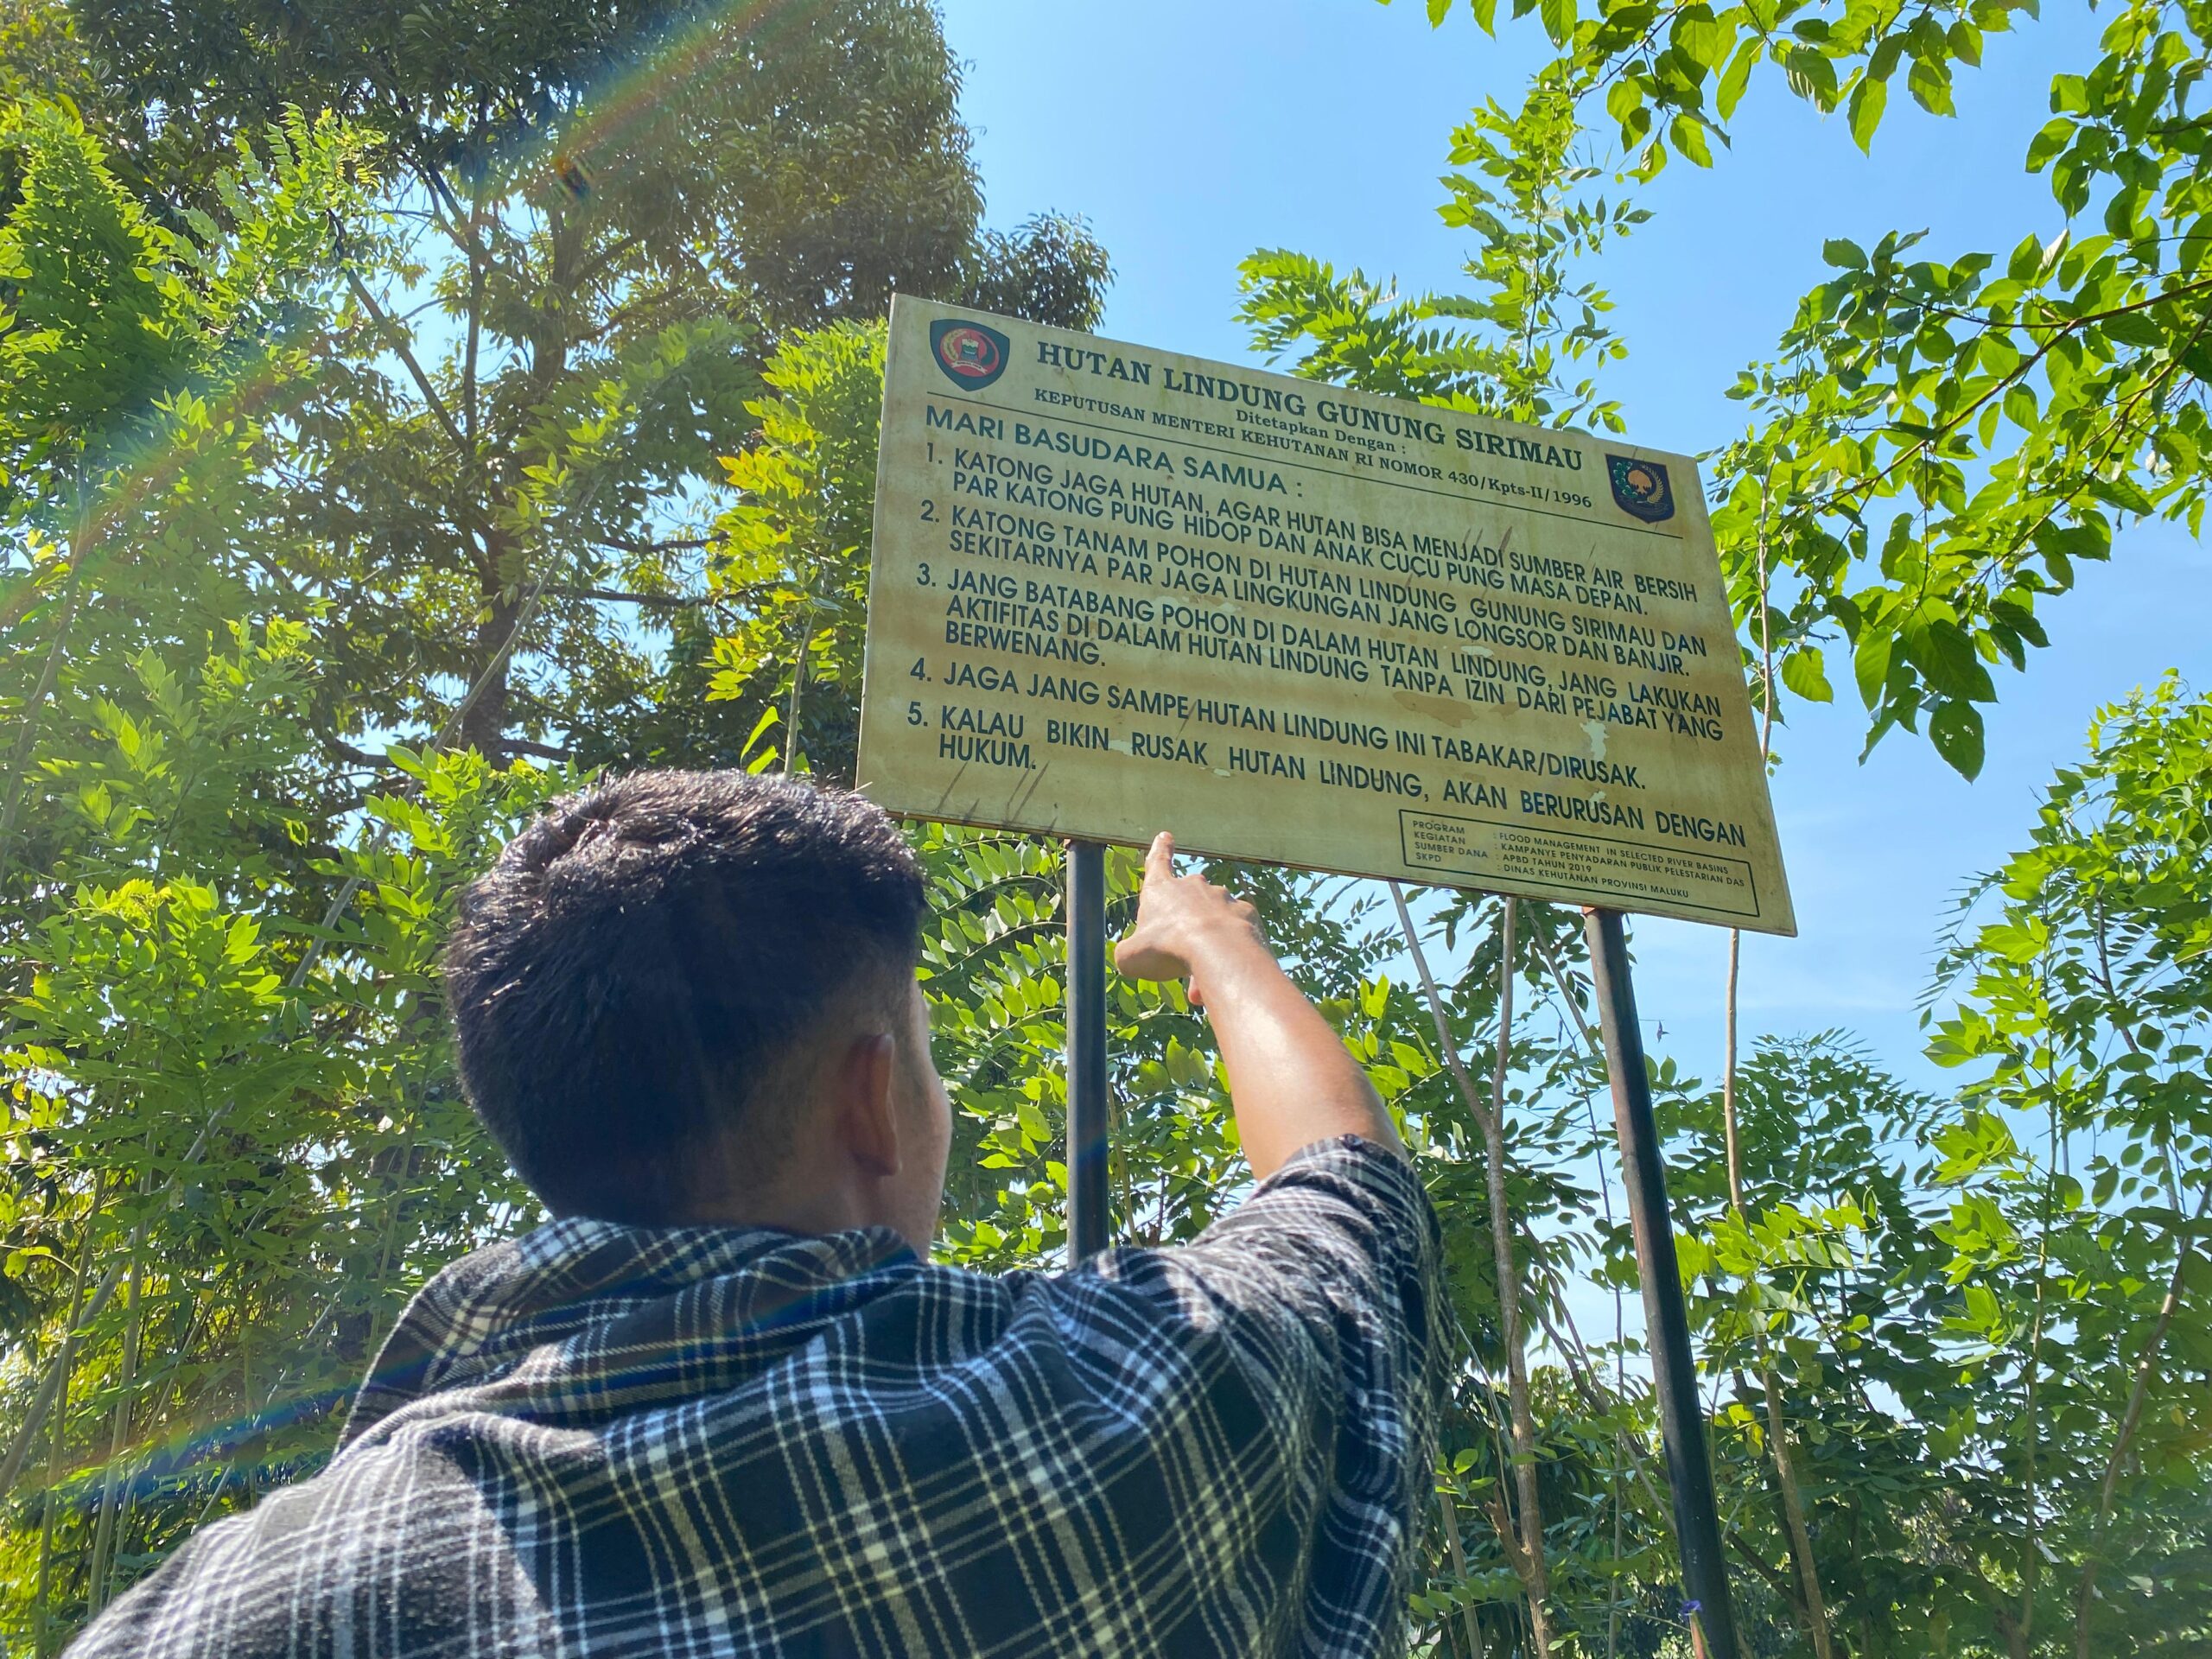 HUTAN LINDUNG GUNUNG SIRIMAU
Ditetapkan Dengan :
KEPUTUSAN MENTERI KEHUTANAN RI NOMOR 430/Kpts-II/1996
MARI BASUDARA SAMUA :
1. KATONG JAGA HUTAN, AGAR HUTAN BISA MENJADI SUMBER AIR BERSIH
PAR KATONG PUNG HIDOP DAN ANAK CUCU PUNG MASA DEPAN.
2. KATONG TANAM POHON DI HUTAN LINDUNG GUNUNG SIRIMAU DAN
SEKITARNYA PAR JAGA LINGKUNGAN JANG LONGSOR DAN BANJIR.
3. JANG BATABANG POHON DI DALAM HUTAN LINDUNG, JANG LAKUKAN
AKTIFITAS DI DALAM HUTAN LINDUNG TANPA IZIN DARI PEJABAT YANG
BERWENANG.
4. JAGA JANG SAMPE HUTAN LINDUNG INI TABAKAR/DIRUSAK.
5. KALAU BIKIN RUSAK HUTAN LINDUNG, AKAN BERURUSAN DENGAN
HUKUM.
PROGRAM : FLOOD MANAGEMENT IN SELECTED RIVER BASINS
KEGIATAN : KAMPANYE PENYADARAN PUBLIK PELESTARIAN DAS
SUMBER DANA : APBD TAHUN 2019
SKPD : DINAS KEHUTANAN PROVINSI MALUKU